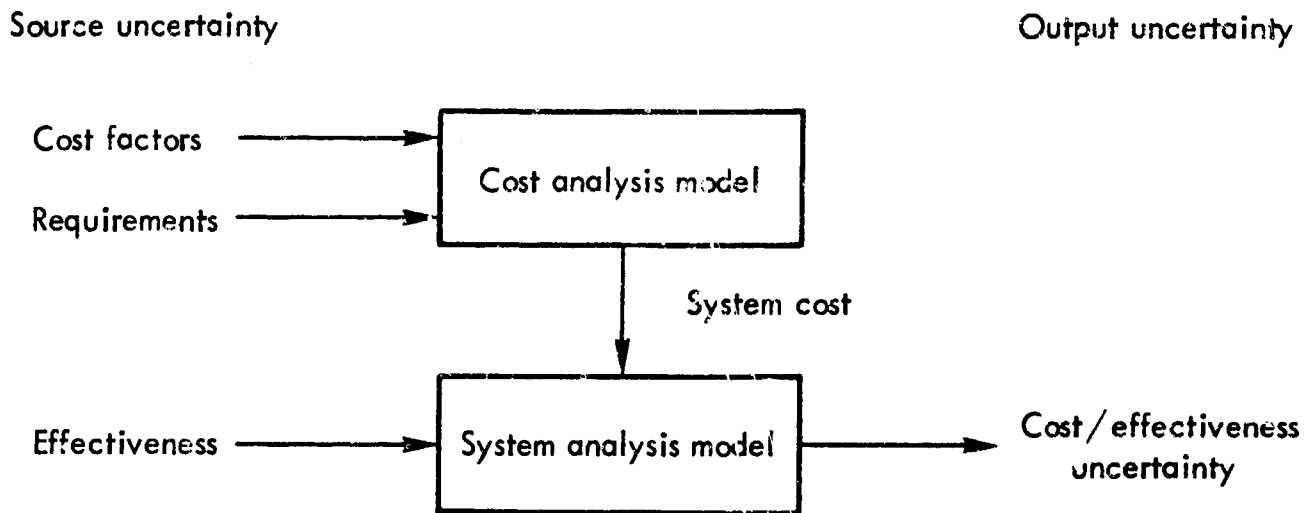 Source uncertainty
Output uncertainty
Cost factors
Requirements
Cost analysis model
System cost
Effectiveness
System analysis model
Cost/effectiveness
uncertainty